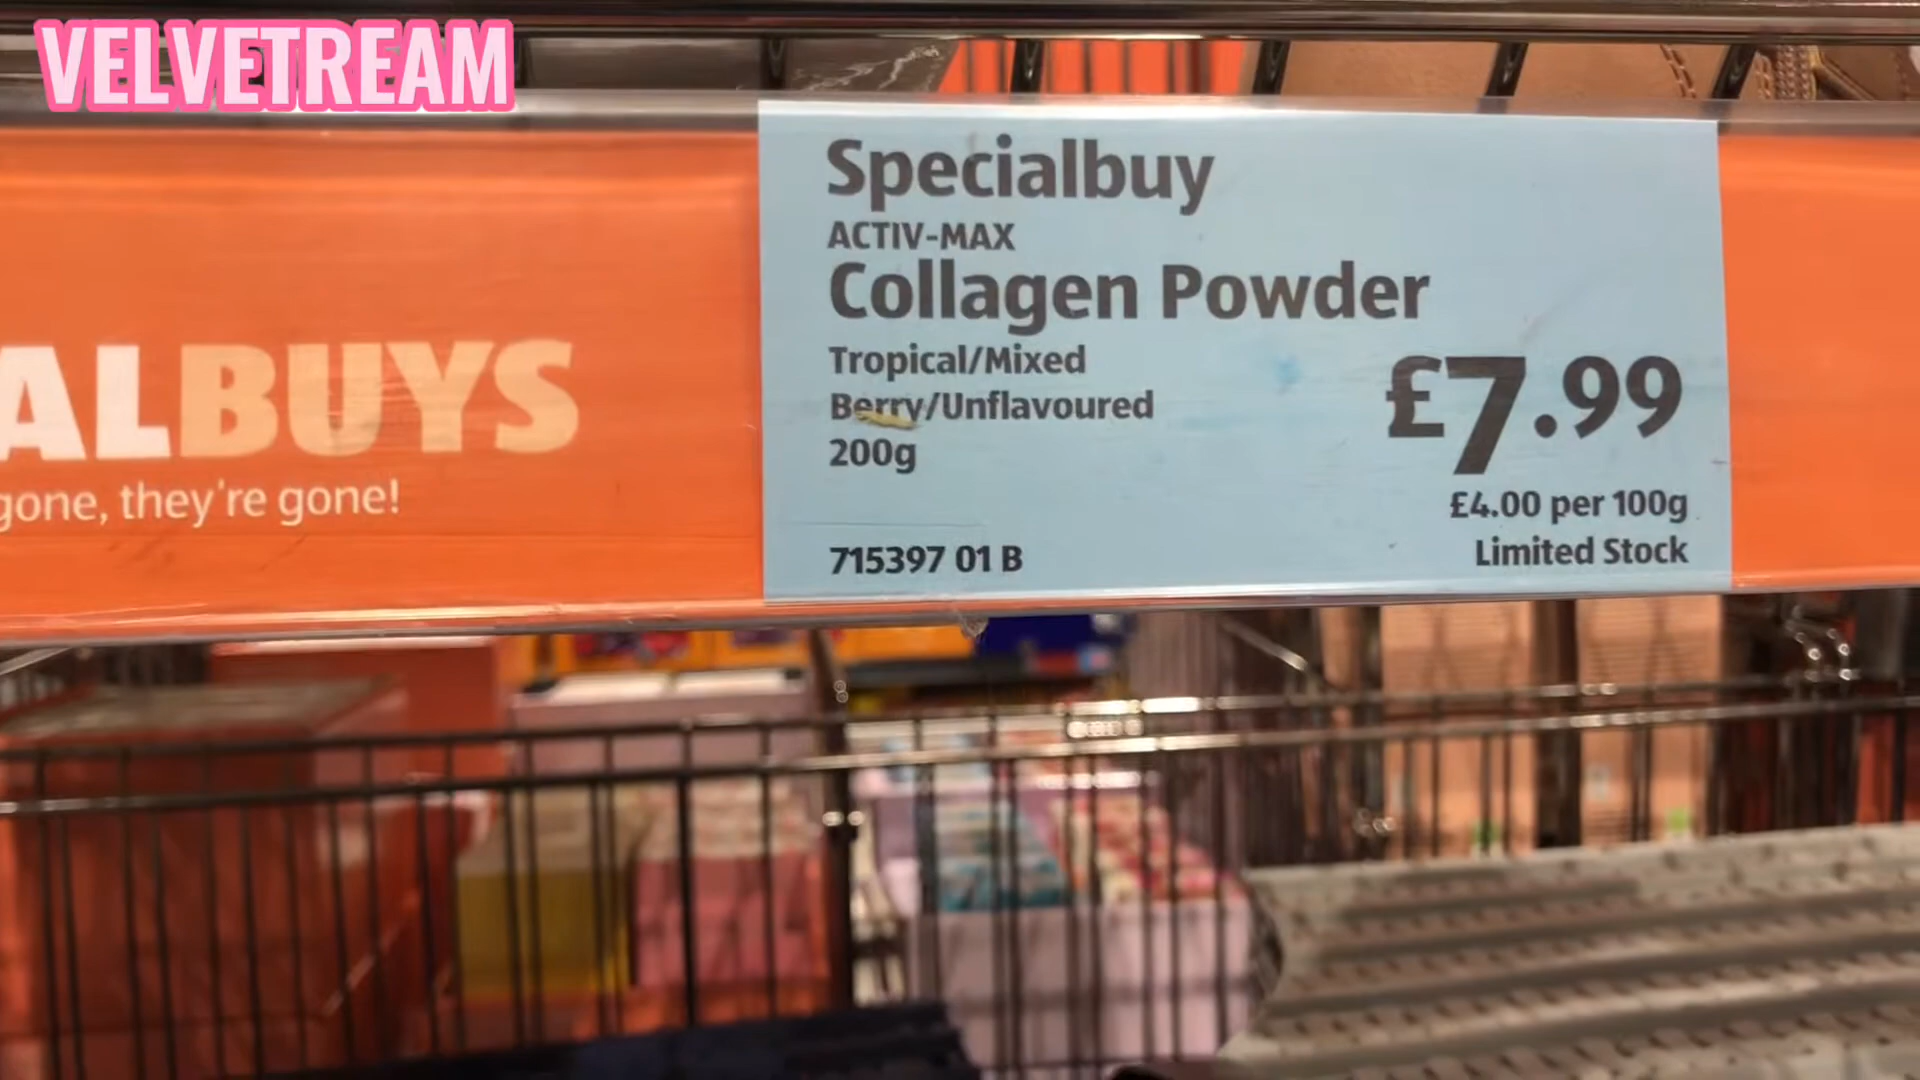 VELVETREAM
Specialbuy
ACTIV-MAX
Collagen Powder
Tropical/Mixed
Berry/Unflavoured
200g
£7.99
£4.00 per 100g
Limited Stock
715397 01 B
ALBUYS
gone, they're gone!